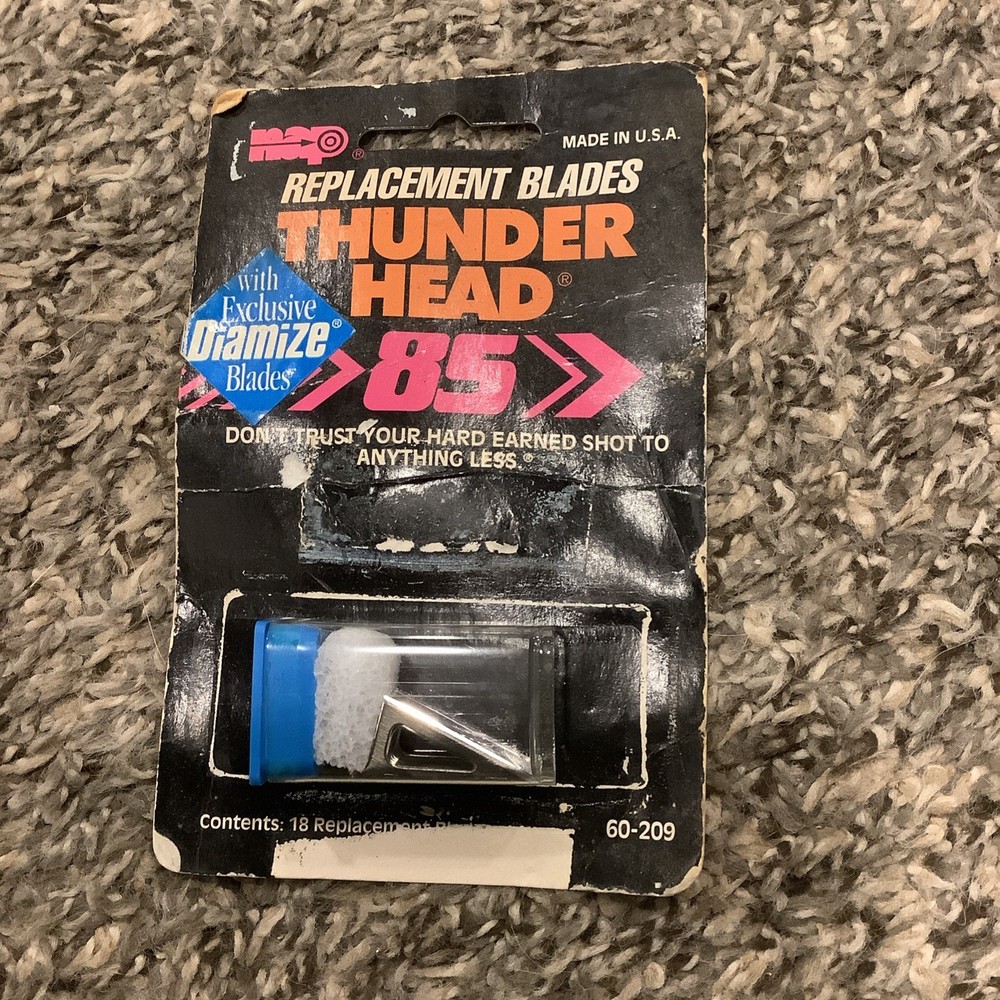 nap®
MADE IN U.S.A.
REPLACEMENT BLADES
THUNDER
HEAD®
with
Exclusive
Diamize®
Blades
85
DON'T TRUST YOUR HARD EARNED SHOT TO
ANYTHING LESS®
Contents: 18 Replacement
60-209